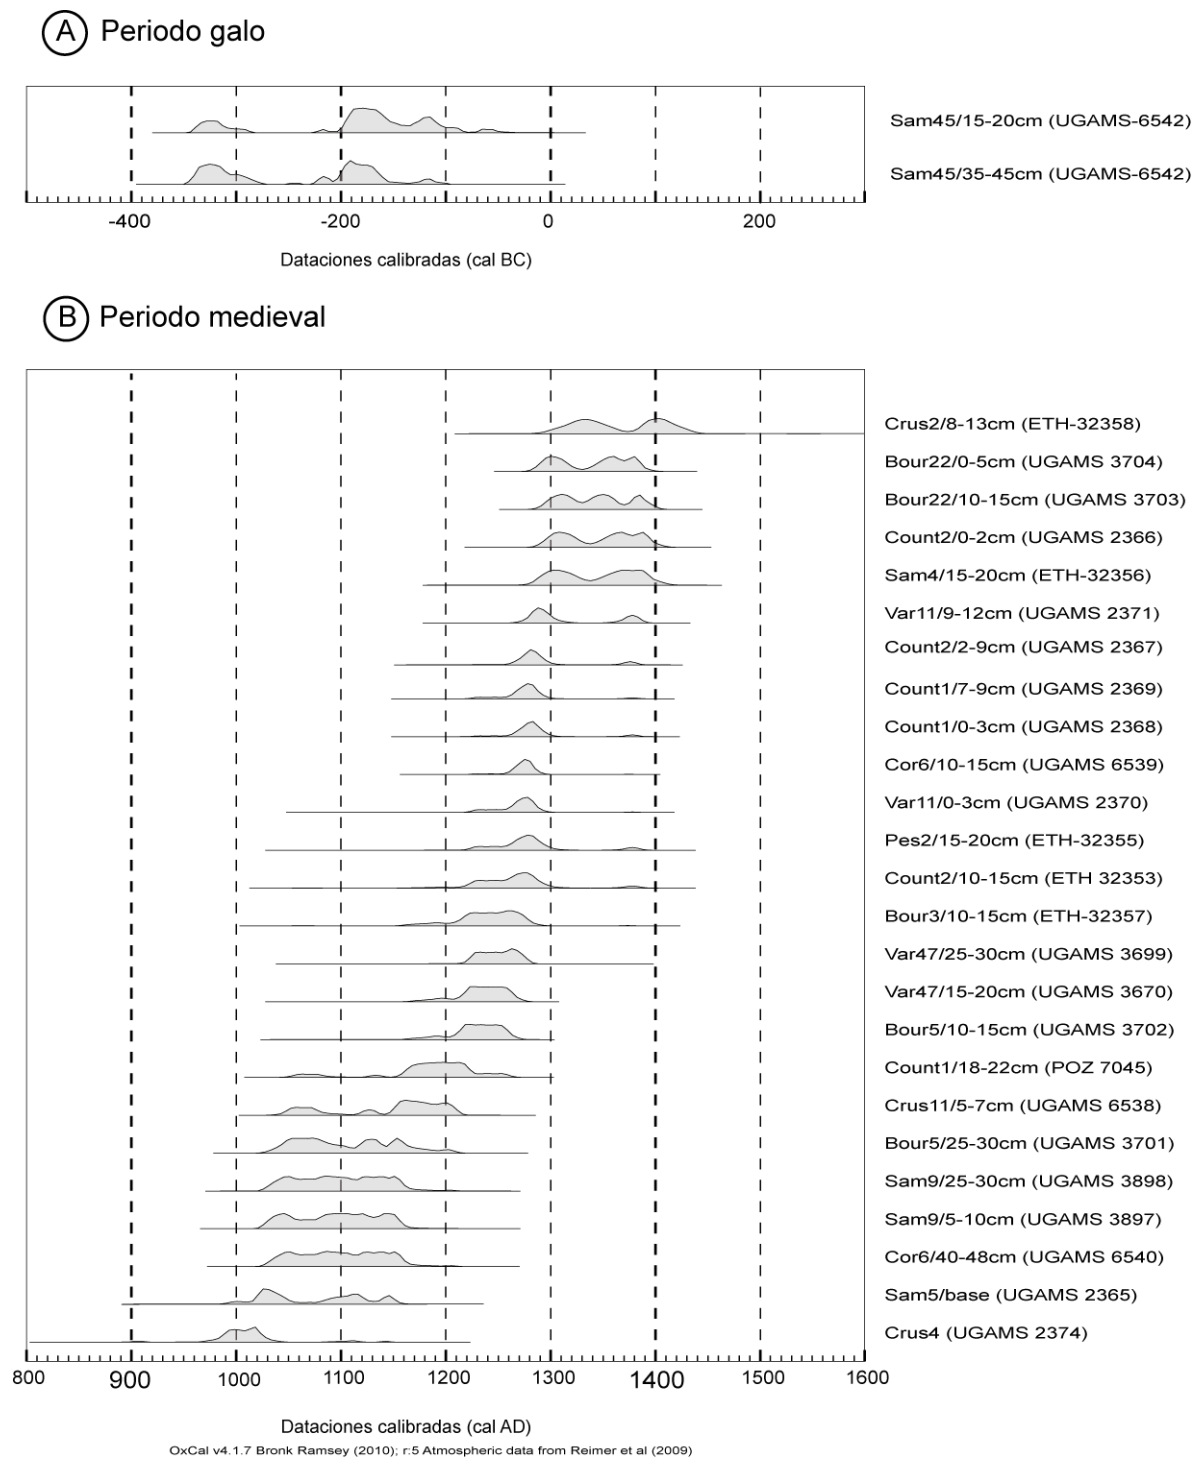 A Periodo galo
Sam45/15-20cm (UGAMS-6542)
Sam45/35-45cm (UGAMS-6542)
-400 -200 0 200
Dataciones calibradas (cal BC)
B Periodo medieval
Crus2/8-13cm (ETH-32358)
Bour22/0-5cm (UGAMS 3704)
Bour22/10-15cm (UGAMS 3703)
Count2/0-2cm (UGAMS 2366)
Sam4/15-20cm (ETH-32356)
Var11/9-12cm (UGAMS 2371)
Count2/2-9cm (UGAMS 2367)
Count1/7-9cm (UGAMS 2369)
Count1/0-3cm (UGAMS 2368)
Cor6/10-15cm (UGAMS 6539)
Var11/0-3cm (UGAMS 2370)
Pes2/15-20cm (ETH-32355)
Count2/10-15cm (ETH 32353)
Bour3/10-15cm (ETH-32357)
Var47/25-30cm (UGAMS 3699)
Var47/15-20cm (UGAMS 3670)
Bour5/10-15cm (UGAMS 3702)
Count1/18-22cm (POZ 7045)
Crus11/5-7cm (UGAMS 6538)
Bour5/25-30cm (UGAMS 3701)
Sam9/25-30cm (UGAMS 3898)
Sam9/5-10cm (UGAMS 3897)
Cor6/40-48cm (UGAMS 6540)
Sam5/base (UGAMS 2365)
Crus4 (UGAMS 2374)
800 900 1000 1100 1200 1300 1400 1500 1600
Dataciones calibradas (cal AD)
OxCal v4.1.7 Bronk Ramsey (2010); r:5 Atmospheric data from Reimer et al (2009)